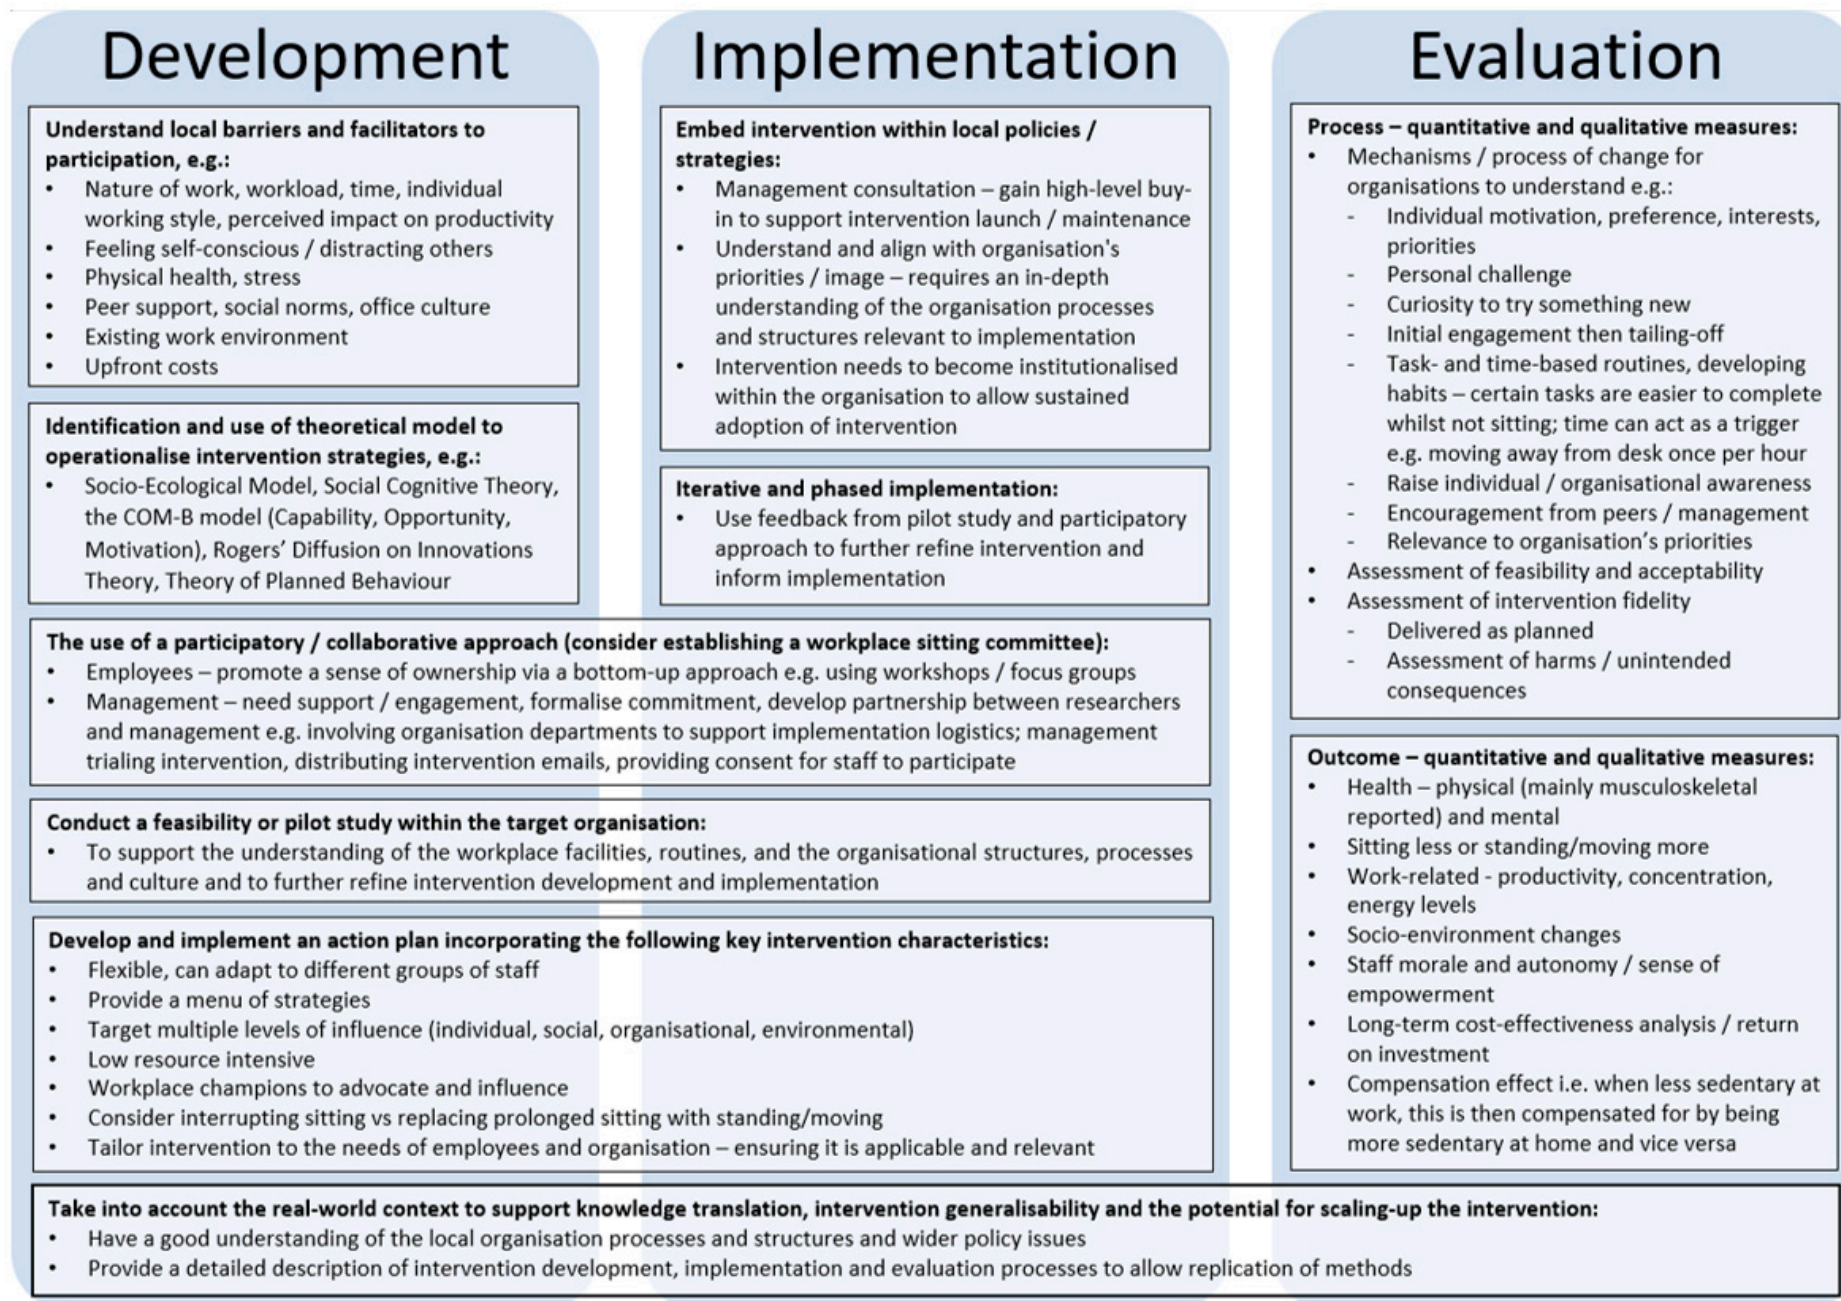 Development
Understand local barriers and facilitators to
participation, e.g.:
• Nature of work, workload, time, individual
working style, perceived impact on productivity
• Feeling self-conscious / distracting others
• Physical health, stress
• Peer support, social norms, office culture
• Existing work environment
• Upfront costs
Identification and use of theoretical model to
operationalise intervention strategies, e.g.:
• Socio-Ecological Model, Social Cognitive Theory,
the COM-B model (Capability, Opportunity,
Motivation), Rogers’ Diffusion on Innovations
Theory, Theory of Planned Behaviour
Implementation
Embed intervention within local policies /
strategies:
• Management consultation – gain high-level buy-
in to support intervention launch / maintenance
• Understand and align with organisation's
priorities / image – requires an in-depth
understanding of the organisation processes
and structures relevant to implementation
• Intervention needs to become institutionalised
within the organisation to allow sustained
adoption of intervention
Iterative and phased implementation:
• Use feedback from pilot study and participatory
approach to further refine intervention and
inform implementation
The use of a participatory / collaborative approach (consider establishing a workplace sitting committee):
• Employees – promote a sense of ownership via a bottom-up approach e.g. using workshops / focus groups
• Management – need support / engagement, formalise commitment, develop partnership between researchers
and management e.g. involving organisation departments to support implementation logistics; management
trialing intervention, distributing intervention emails, providing consent for staff to participate
Conduct a feasibility or pilot study within the target organisation:
• To support the understanding of the workplace facilities, routines, and the organisational structures, processes
and culture and to further refine intervention development and implementation
Develop and implement an action plan incorporating the following key intervention characteristics:
• Flexible, can adapt to different groups of staff
• Provide a menu of strategies
• Target multiple levels of influence (individual, social, organisational, environmental)
• Low resource intensive
• Workplace champions to advocate and influence
• Consider interrupting sitting vs replacing prolonged sitting with standing/moving
• Tailor intervention to the needs of employees and organisation – ensuring it is applicable and relevant
Evaluation
Process – quantitative and qualitative measures:
• Mechanisms / process of change for
organisations to understand e.g.:
- Individual motivation, preference, interests,
priorities
- Personal challenge
- Curiosity to try something new
- Initial engagement then tailing-off
- Task- and time-based routines, developing
habits – certain tasks are easier to complete
whilst not sitting; time can act as a trigger
e.g. moving away from desk once per hour
- Raise individual / organisational awareness
- Encouragement from peers / management
- Relevance to organisation’s priorities
• Assessment of feasibility and acceptability
• Assessment of intervention fidelity
- Delivered as planned
- Assessment of harms / unintended
consequences
Outcome – quantitative and qualitative measures:
• Health – physical (mainly musculoskeletal
reported) and mental
• Sitting less or standing/moving more
• Work-related - productivity, concentration,
energy levels
• Socio-environment changes
• Staff morale and autonomy / sense of
empowerment
• Long-term cost-effectiveness analysis / return
on investment
• Compensation effect i.e. when less sedentary at
work, this is then compensated for by being
more sedentary at home and vice versa
Take into account the real-world context to support knowledge translation, intervention generalisability and the potential for scaling-up the intervention:
• Have a good understanding of the local organisation processes and structures and wider policy issues
• Provide a detailed description of intervention development, implementation and evaluation processes to allow replication of methods